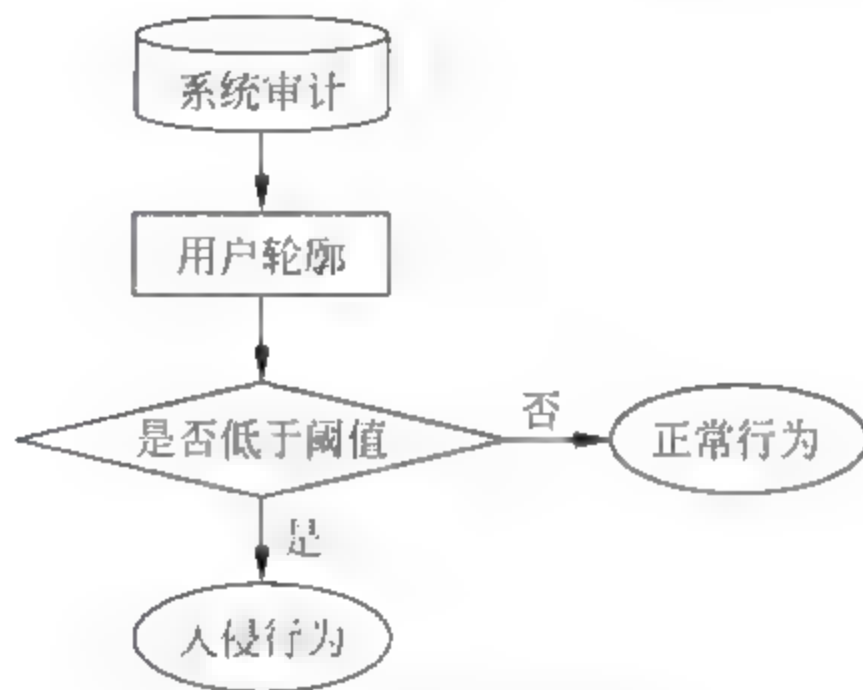 系统审计
用户轮廓
是否低于阈值
否
正常行为
是
入侵行为